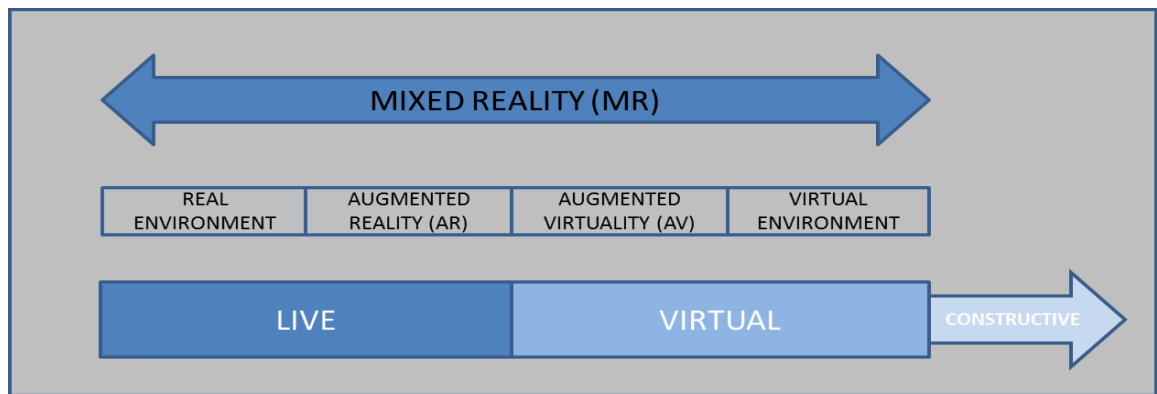 MIXED REALITY (MR)
REAL
ENVIRONMENT
AUGMENTED
REALITY (AR)
AUGMENTED
VIRTUALITY (AV)
VIRTUAL
ENVIRONMENT
LIVE
VIRTUAL
CONSTRUCTIVE